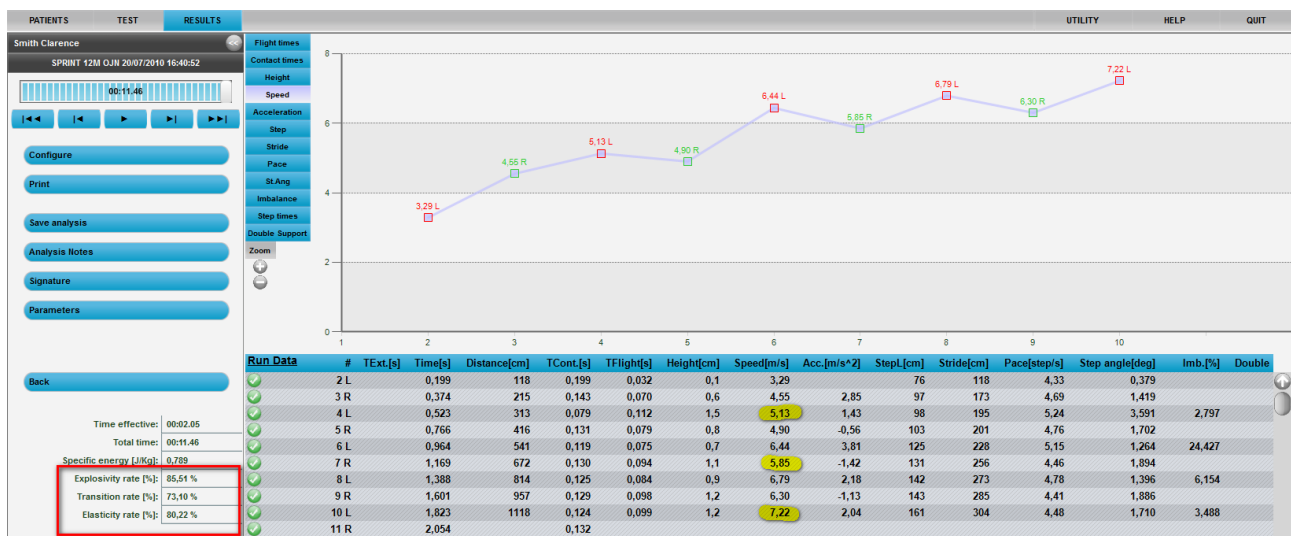 PATIENTS TEST RESULTS UTILITY HELP QUIT
Smith Clarence <<
SPRINT 12M OJN 20/07/2010 16:40:52
00:11.46
Configure
Print
Save analysis
Analysis Notes
Signature
Parameters
Back
Time effective: 00:02.05
Total time: 00:11.46
Specific energy [J/Kg]: 0,789
Explosivity rate [%]: 85,51 %
Transition rate [%]: 73,10 %
Elasticity rate [%]: 80,22 %
Flight times
Contact times
Height
Speed
Acceleration
Step
Stride
Pace
St.Ang
Imbalance
Step times
Double Support
Zoom
8
6
4
2
0
3,29 L
4,55 R
5,13 L
4,90 R
6,44 L
5,85 R
6,79 L
6,30 R
7,22 L
1 2 3 4 5 6 7 8 9 10
Run Data # TExt.[s] Time[s] Distance[cm] TCont.[s] TFlight[s] Height[cm] Speed[m/s] Acc.[m/s^2] StepL[cm] Stride[cm] Pace[step/s] Step angle[deg] Imb.[%] Double
2 L 0,199 118 0,199 0,032 0,1 3,29 76 118 4,33 0,379
3 R 0,374 215 0,143 0,070 0,6 4,55 2,85 97 173 4,69 1,419
4 L 0,523 313 0,079 0,112 1,5 5,13 1,43 98 195 5,24 3,591 2,797
5 R 0,766 416 0,131 0,079 0,8 4,90 -0,56 103 201 4,76 1,702
6 L 0,964 541 0,119 0,075 0,7 6,44 3,81 125 228 5,15 1,264 24,427
7 R 1,169 672 0,130 0,094 1,1 5,85 -1,42 131 256 4,46 1,894
8 L 1,388 814 0,125 0,084 0,9 6,79 2,18 142 273 4,78 1,396 6,154
9 R 1,601 957 0,129 0,098 1,2 6,30 -1,13 143 285 4,41 1,886
10 L 1,823 1118 0,124 0,099 1,2 7,22 2,04 161 304 4,48 1,710 3,488
11 R 2,054 0,132